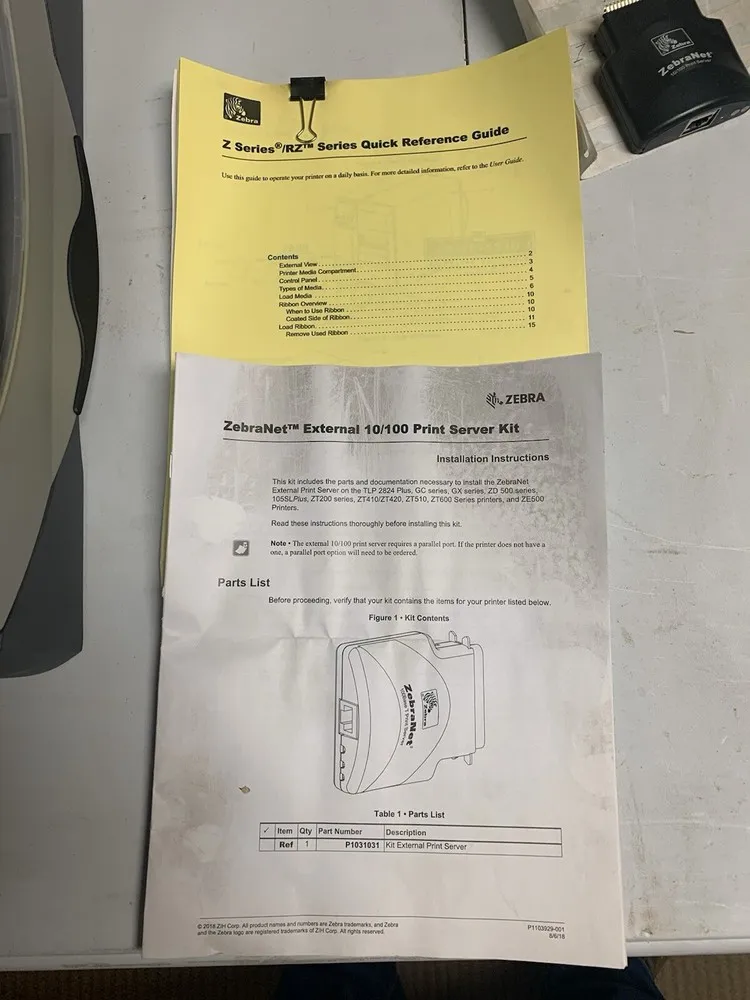 Zebra
ZebraNet®
10/100 Print Server
Zebra
Z Series®/RZ™ Series Quick Reference Guide
Use this guide to operate your printer on a daily basis. For more detailed information, refer to the User Guide.
Contents
External View . . . . . . . . . . 2
Printer Media Compartment . . . . . . . . . . 3
Control Panel . . . . . . . . . . 4
Types of Media . . . . . . . . . . 5
Load Media . . . . . . . . . . 6
Ribbon Overview . . . . . . . . . . 10
When to Use Ribbon . . . . . . . . . . 10
Coated Side of Ribbon . . . . . . . . . . 10
Load Ribbon . . . . . . . . . . 11
Remove Used Ribbon . . . . . . . . . . 15
ZEBRA
ZebraNet™ External 10/100 Print Server Kit
Installation Instructions
This kit includes the parts and documentation necessary to install the ZebraNet
External Print Server on the TLP 2824 Plus, GC series, GX series, ZD 500 series,
105SLPlus, ZT200 series, ZT410/ZT420, ZT510, ZT600 Series printers, and ZE500
Printers.
Read these instructions thoroughly before installing this kit.
Note • The external 10/100 print server requires a parallel port. If the printer does not have a
one, a parallel port option will need to be ordered.
Parts List
Before proceeding, verify that your kit contains the items for your printer listed below.
Figure 1 • Kit Contents
Zebra
ZebraNet®
Print Server
Table 1 • Parts List
✓ Item Qty Part Number Description
Ref 1 P1031031 Kit External Print Server
© 2018 ZIH Corp. All product names and numbers are Zebra trademarks, and Zebra
and the Zebra logo are registered trademarks of ZIH Corp. All rights reserved.
P1103929-001
8/6/18